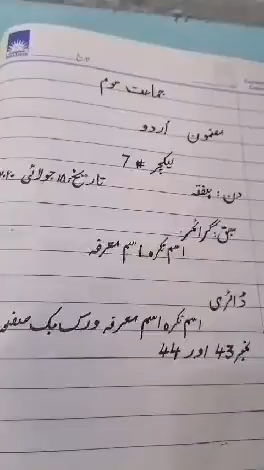 جماعت سوم
مضمون اردو
لیکچر # 7
دن: ہفتہ
تاریخ: ۱۸ جولائی
سبق: گرائمر:
اسم نکرہ، اسم معرفہ
ڈائری
اسم نکرہ اسم معرفہ ورک بک صفحہ
نمبر 43 اور 44